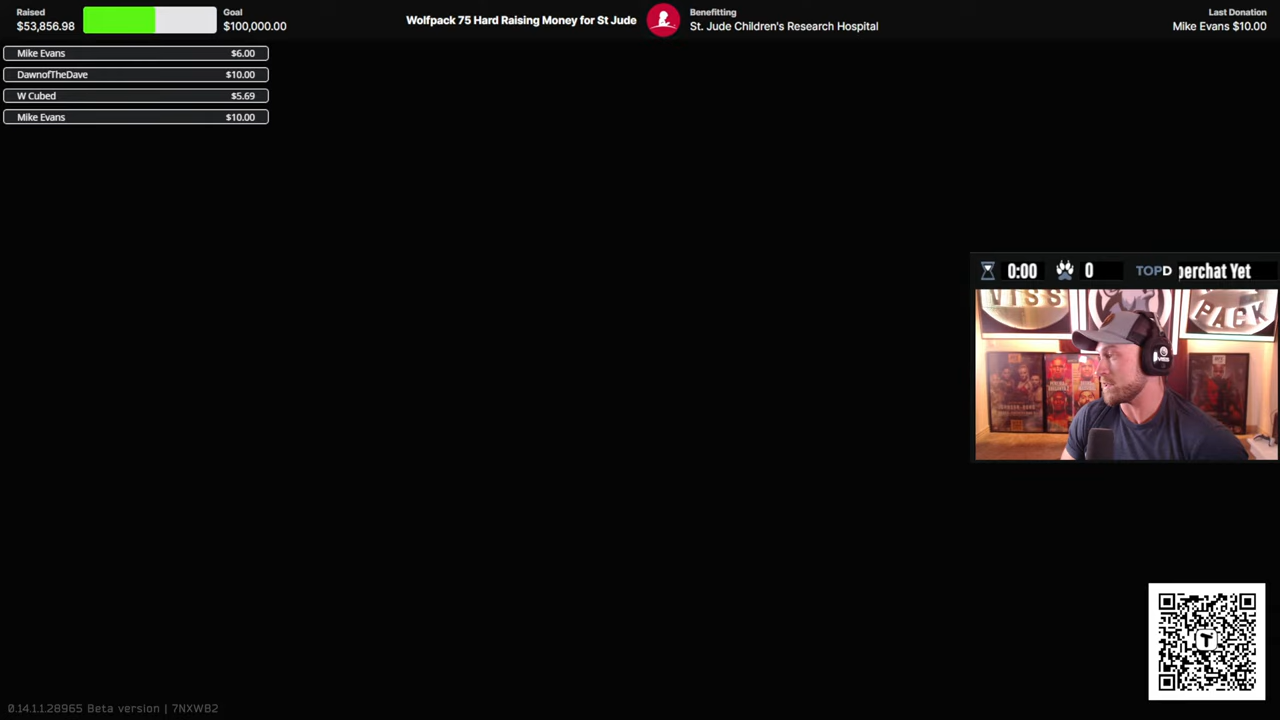 Raised
$53,856.98
Goal
$100,000.00
Wolfpack 75 Hard Raising Money for St Jude
Benefitting
St. Jude Children's Research Hospital
Last Donation
Mike Evans $10.00
Mike Evans $6.00
DawnofTheDave $10.00
W Cubed $5.69
Mike Evans $10.00
0:00 0 TOPD perchat Yet
VISS
PACK
T
0.14.1.1.28965 Beta version | 7NXWB2